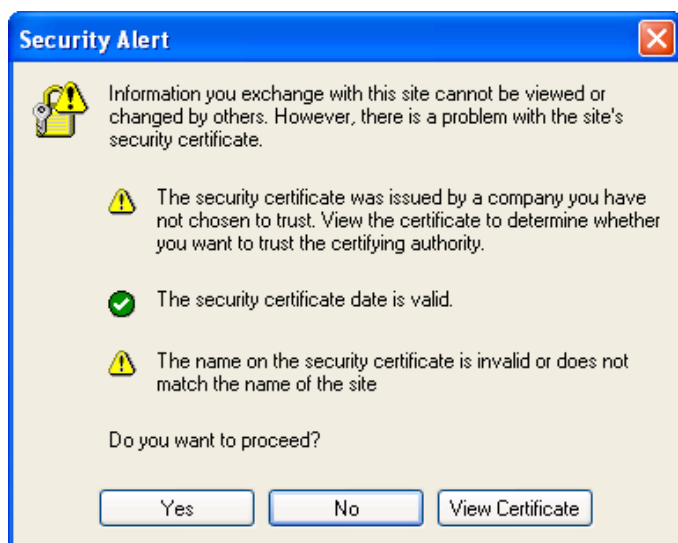 Security Alert
Information you exchange with this site cannot be viewed or
changed by others. However, there is a problem with the site's
security certificate.
The security certificate was issued by a company you have
not chosen to trust. View the certificate to determine whether
you want to trust the certifying authority.
The security certificate date is valid.
The name on the security certificate is invalid or does not
match the name of the site
Do you want to proceed?
Yes
No
View Certificate